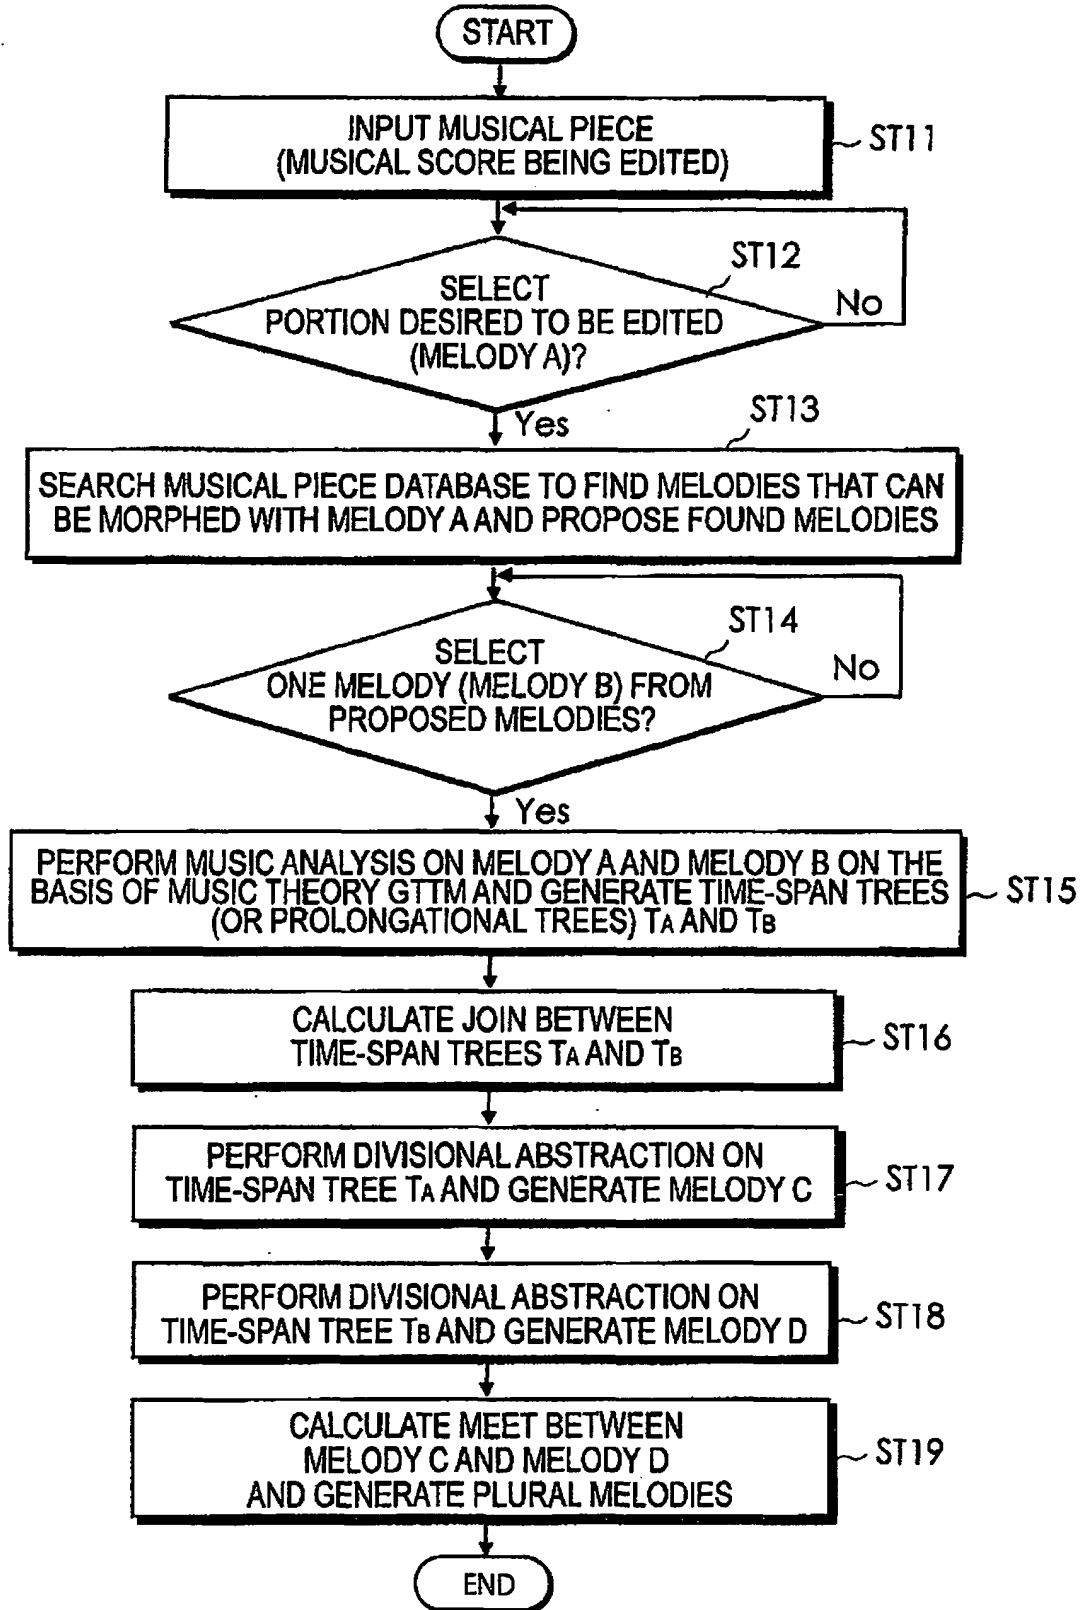 START
INPUT MUSICAL PIECE
(MUSICAL SCORE BEING EDITED)
ST11
ST12
SELECT
PORTION DESIRED TO BE EDITED
(MELODY A)?
No
Yes
ST13
SEARCH MUSICAL PIECE DATABASE TO FIND MELODIES THAT CAN
BE MORPHED WITH MELODY A AND PROPOSE FOUND MELODIES
ST14
SELECT
ONE MELODY (MELODY B) FROM
PROPOSED MELODIES?
No
Yes
PERFORM MUSIC ANALYSIS ON MELODY A AND MELODY B ON THE
BASIS OF MUSIC THEORY GTTM AND GENERATE TIME-SPAN TREES
(OR PROLONGATIONAL TREES) TA AND TB
ST15
CALCULATE JOIN BETWEEN
TIME-SPAN TREES TA AND TB
ST16
PERFORM DIVISIONAL ABSTRACTION ON
TIME-SPAN TREE TA AND GENERATE MELODY C
ST17
PERFORM DIVISIONAL ABSTRACTION ON
TIME-SPAN TREE TB AND GENERATE MELODY D
ST18
CALCULATE MEET BETWEEN
MELODY C AND MELODY D
AND GENERATE PLURAL MELODIES
ST19
END